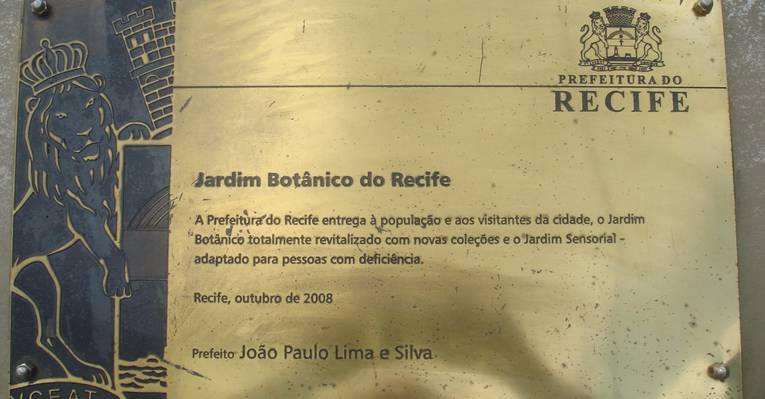 PREFEITURA DO
RECIFE
Jardim Botânico do Recife
A Prefeitura do Recife entrega à população e aos visitantes da cidade, o Jardim
Botânico totalmente revitalizado com novas coleções e o Jardim Sensorial -
adaptado para pessoas com deficiência.
Recife, outubro de 2008
Prefeito João Paulo Lima e Silva